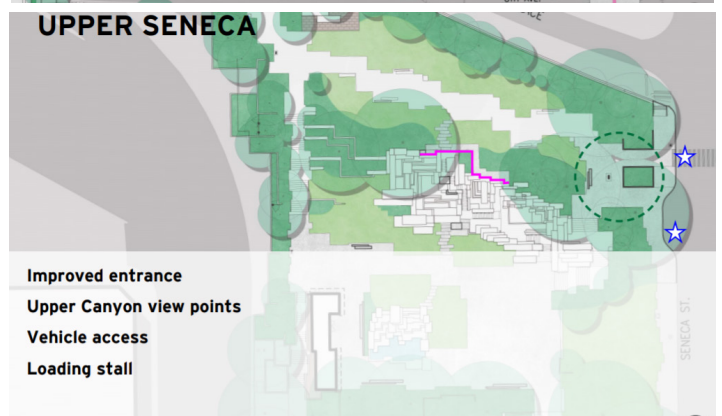 UPPER SENECA
Improved entrance
Upper Canyon view points
Vehicle access
Loading stall
SENECA ST.